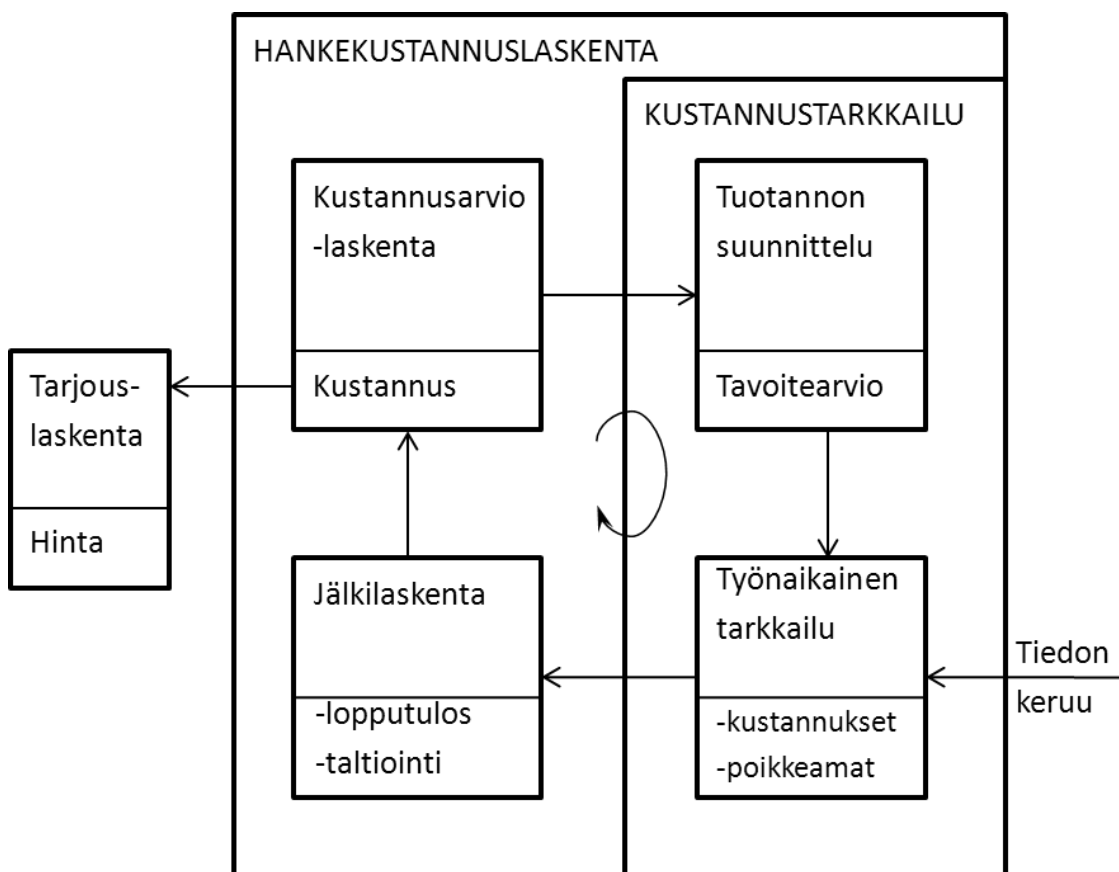 HANKEKUSTANNUSLASKENTA
KUSTANNUSTARKKAILU
Kustannusarvio
-laskenta
Kustannus
Tuotannon
suunnittelu
Tavoitearvio
Tarjous-
laskenta
Hinta
Jälkilaskenta
-lopputulos
-taltiointi
Työnaikainen
tarkkailu
-kustannukset
-poikkeamat
Tiedon
keruu